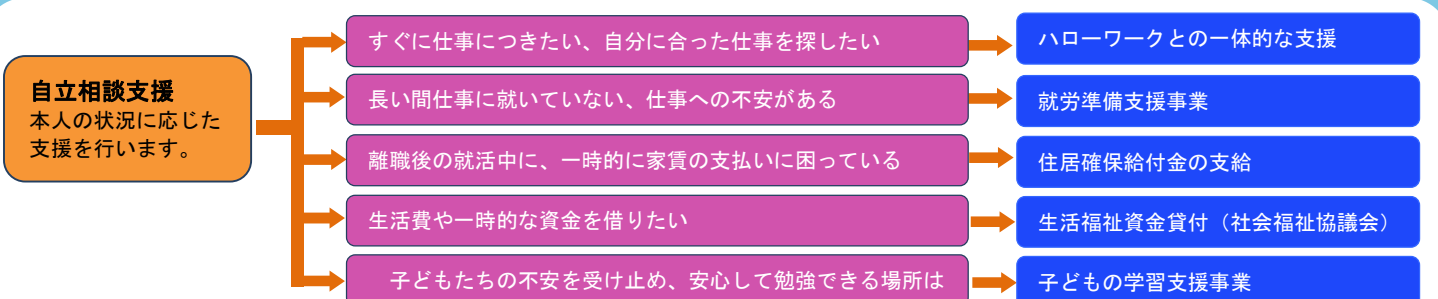 自立相談支援
本人の状況に応じた
支援を行います。
すぐに仕事につきたい、自分に合った仕事を探したい
ハローワークとの一体的な支援
長い間仕事に就いていない、仕事への不安がある
就労準備支援事業
離職後の就活中に、一時的に家賃の支払いに困っている
住居確保給付金の支給
生活費や一時的な資金を借りたい
生活福祉資金貸付（社会福祉協議会）
子どもたちの不安を受け止め、安心して勉強できる場所は
子どもの学習支援事業